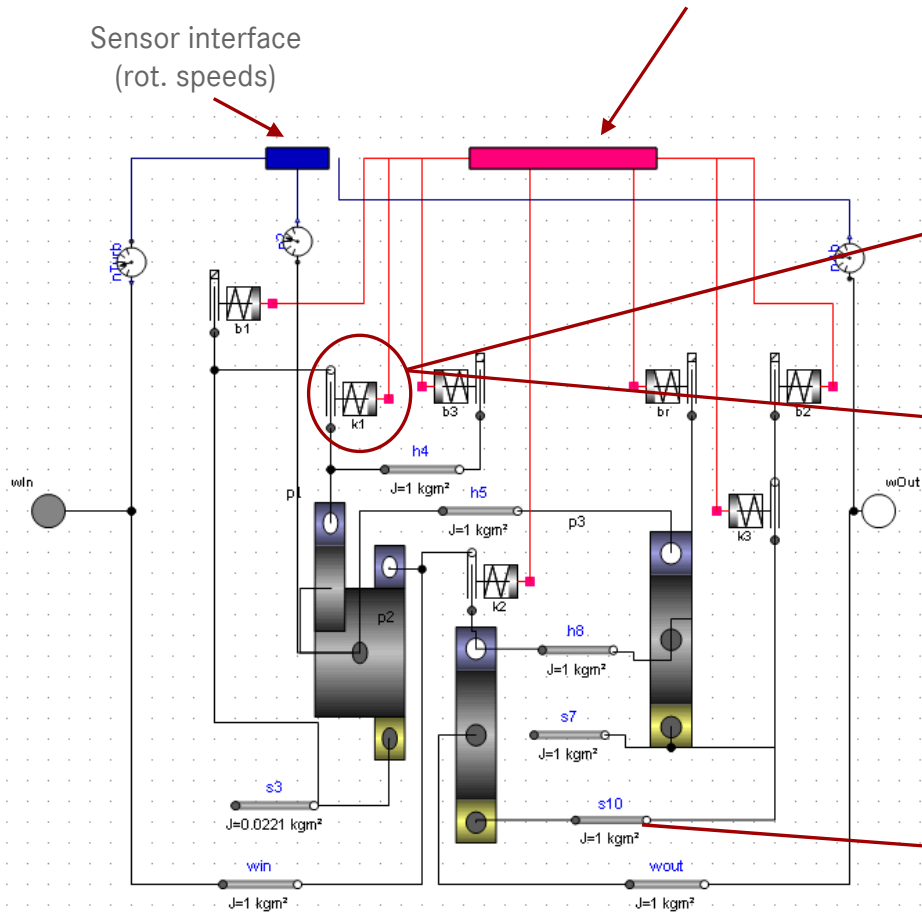 Sensor interface
(rot. speeds)
nTurb
n2
b1
k1
b3
br
b2
wIn
h4
J=1 kgm²
p1
h5
J=1 kgm²
p3
k3
wOut
p2
k2
h8
J=1 kgm²
s7
J=1 kgm²
s3
J=0.0221 kgm²
s10
J=1 kgm²
win
J=1 kgm²
wout
J=1 kgm²